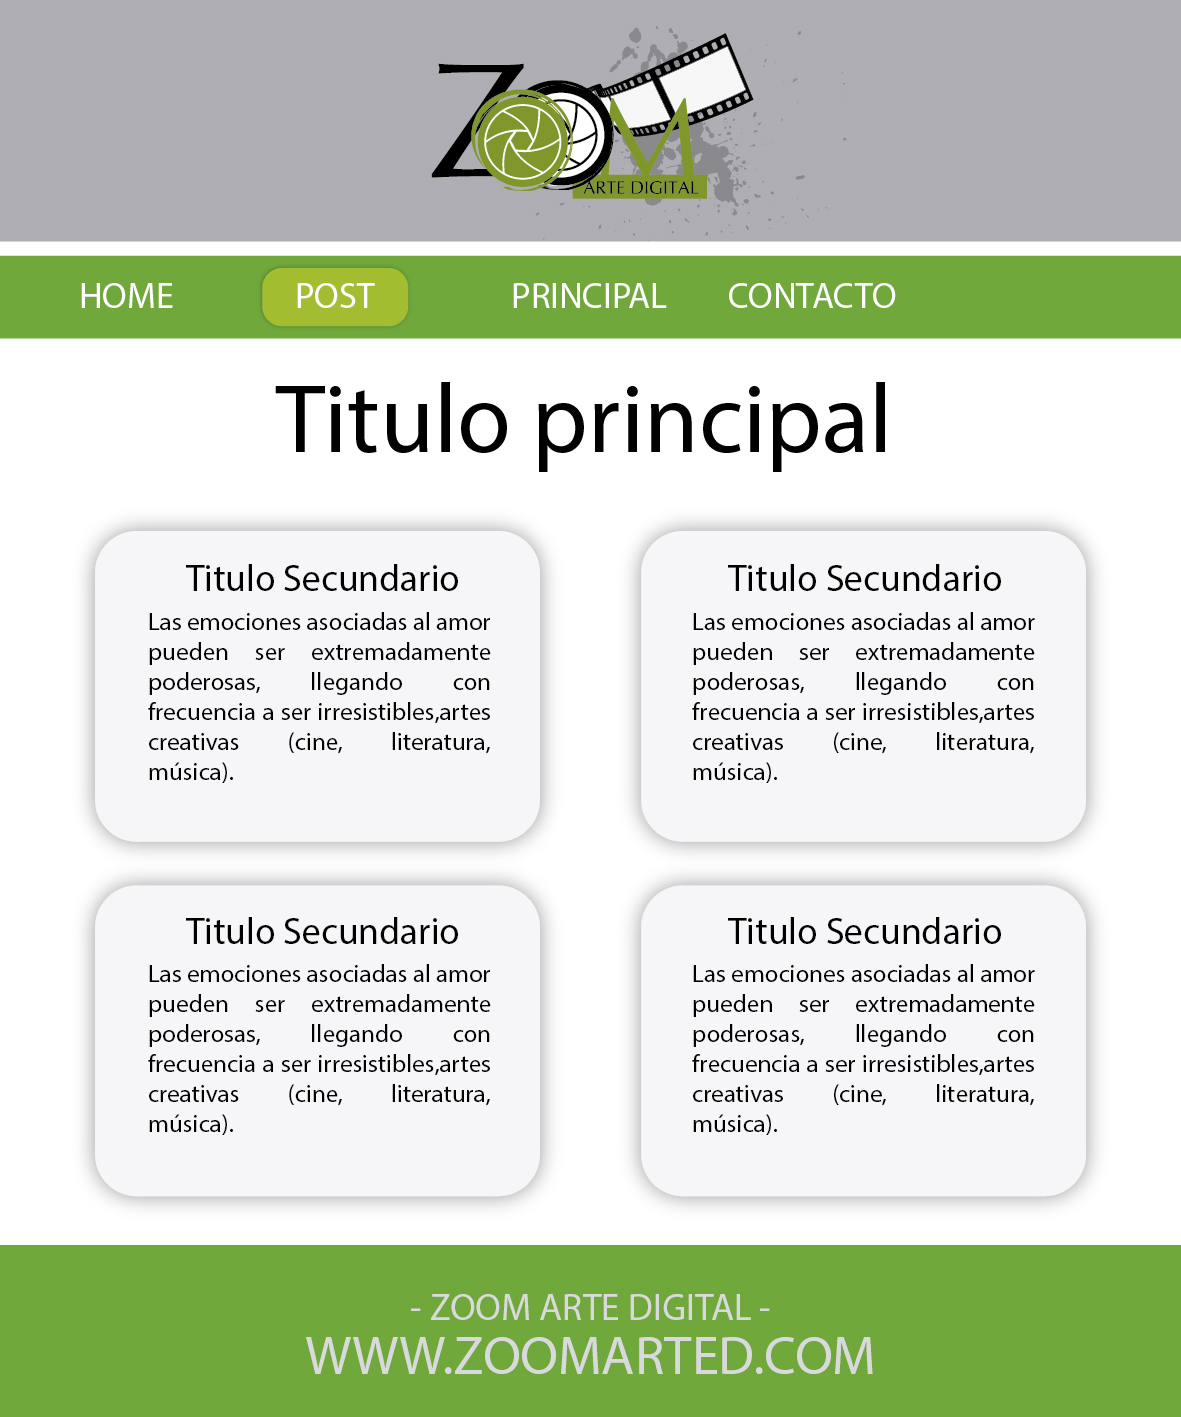 ZOOM
ARTE DIGITAL
HOME POST PRINCIPAL CONTACTO
Titulo principal
Titulo Secundario
Las emociones asociadas al amor
pueden ser extremadamente
poderosas, llegando con
frecuencia a ser irresistibles,artes
creativas (cine, literatura,
música).
Titulo Secundario
Las emociones asociadas al amor
pueden ser extremadamente
poderosas, llegando con
frecuencia a ser irresistibles,artes
creativas (cine, literatura,
música).
Titulo Secundario
Las emociones asociadas al amor
pueden ser extremadamente
poderosas, llegando con
frecuencia a ser irresistibles,artes
creativas (cine, literatura,
música).
Titulo Secundario
Las emociones asociadas al amor
pueden ser extremadamente
poderosas, llegando con
frecuencia a ser irresistibles,artes
creativas (cine, literatura,
música).
- ZOOM ARTE DIGITAL -
WWW.ZOOMARTED.COM